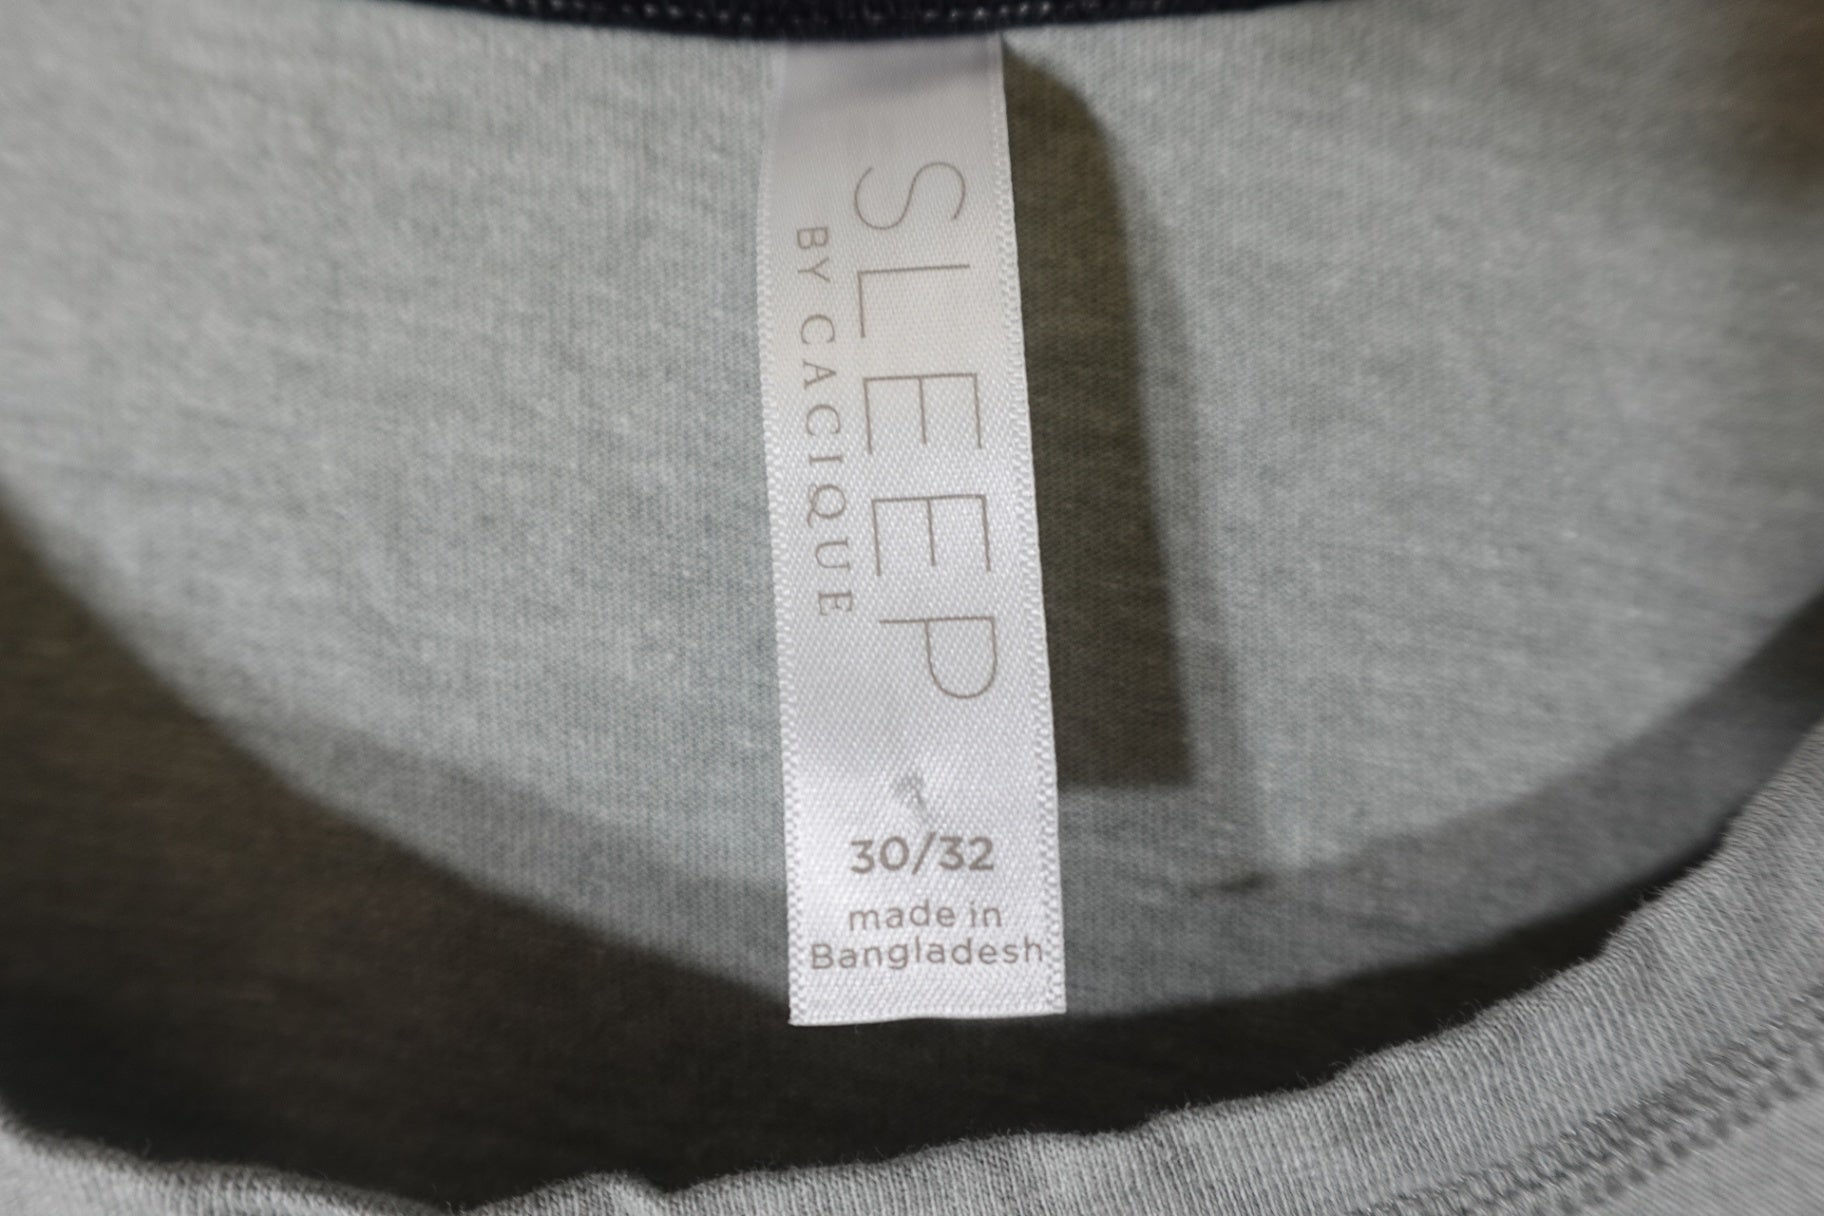 SLEEP
BY CACIQUE
30/32
made in
Bangladesh